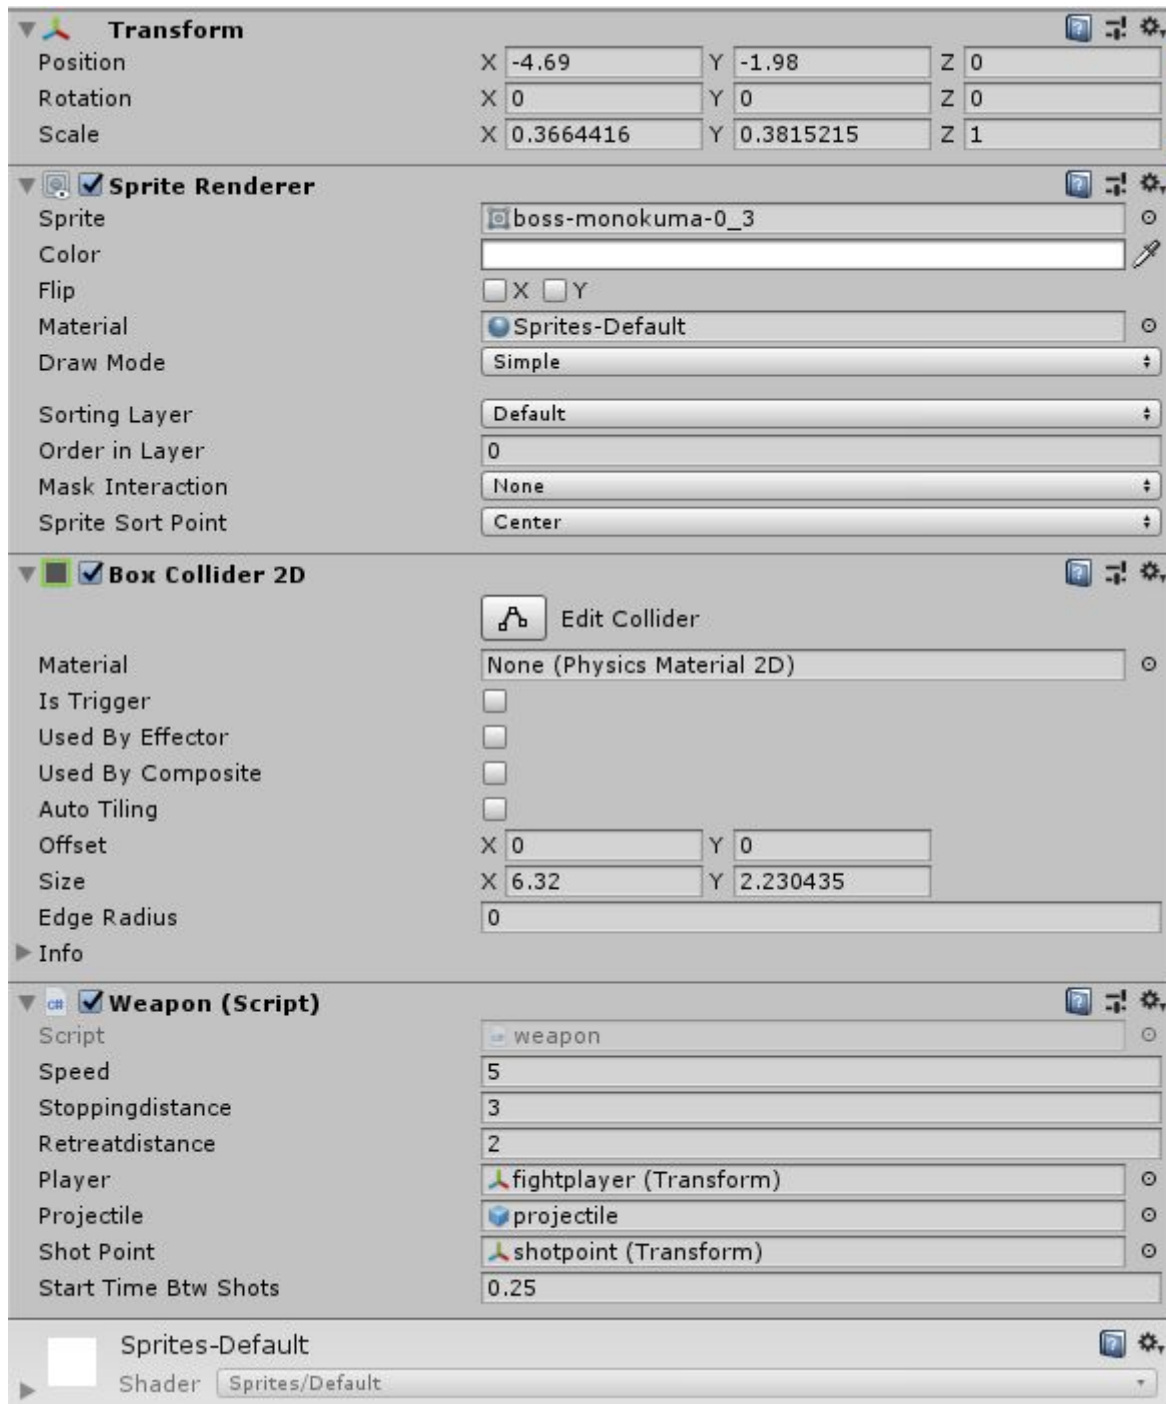 Transform
Position X -4.69 Y -1.98 Z 0
Rotation X 0 Y 0 Z 0
Scale X 0.3664416 Y 0.3815215 Z 1
Sprite Renderer
Sprite boss-monokuma-0_3
Color
Flip X Y
Material Sprites-Default
Draw Mode Simple
Sorting Layer Default
Order in Layer 0
Mask Interaction None
Sprite Sort Point Center
Box Collider 2D
Edit Collider
Material None (Physics Material 2D)
Is Trigger
Used By Effector
Used By Composite
Auto Tiling
Offset X 0 Y 0
Size X 6.32 Y 2.230435
Edge Radius 0
Info
c# Weapon (Script)
Script weapon
Speed 5
Stoppingdistance 3
Retreatdistance 2
Player fightplayer (Transform)
Projectile projectile
Shot Point shotpoint (Transform)
Start Time Btw Shots 0.25
Sprites-Default
Shader Sprites/Default